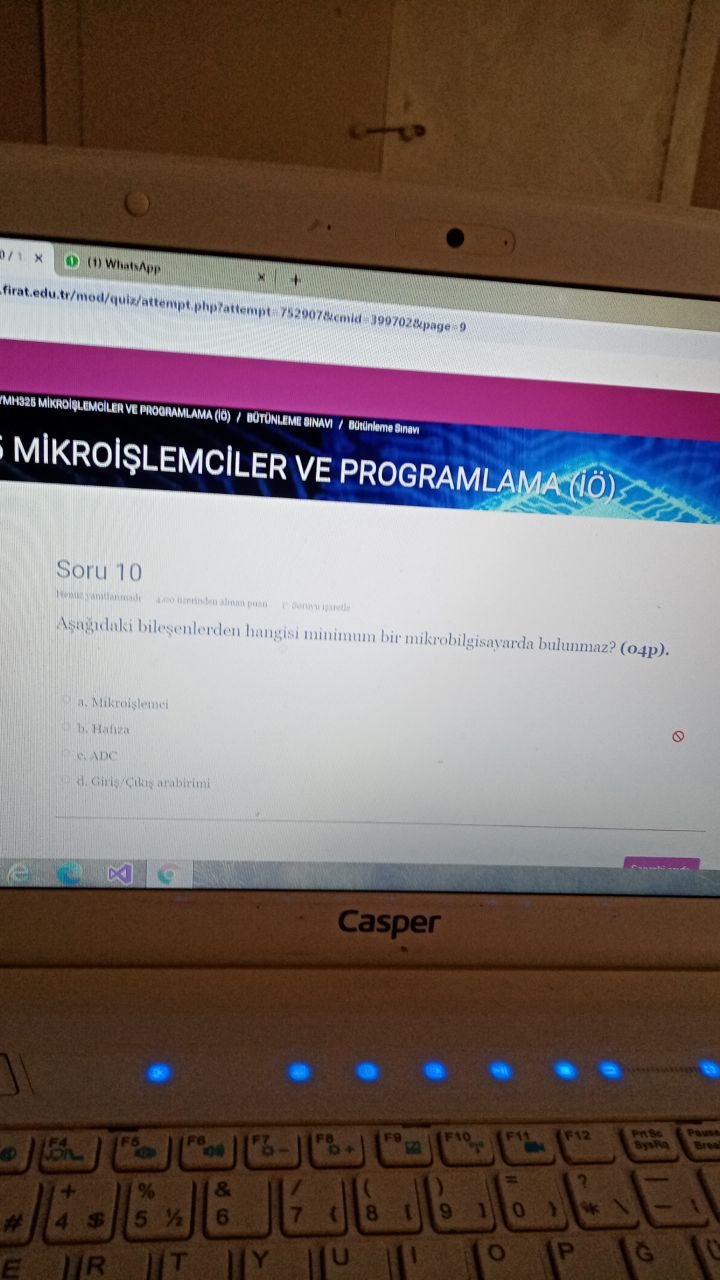 0 / 1
(1) WhatsApp
.firat.edu.tr/mod/quiz/attempt.php?attempt=752907&cmid=399702&page=9
YMH325 MİKROİŞLEMCİLER VE PROGRAMLAMA (İÖ) / BÜTÜNLEME SINAVI / Bütünleme Sınavı
5 MİKROİŞLEMCİLER VE PROGRAMLAMA (İÖ)
Soru 10
Henüz yanıtlanmadı 4,00 üzerinden alınan puan Soruyu işaretle
Aşağıdaki bileşenlerden hangisi minimum bir mikrobilgisayarda bulunmaz? (04p).
a. Mikroişlemci
b. Hafıza
c. ADC
d. Giriş/Çıkış arabirimi
Casper
F4 F5 F6 F7 F8 F9 F10 F11 F12 PrtSc Pause
SysRq Brea
+ % & / ( ) = ? —
# 4 $ 5 ½ 6 7 { 8 [ 9 ] 0 } * \ -
E R T Y U I O P Ğ Ü